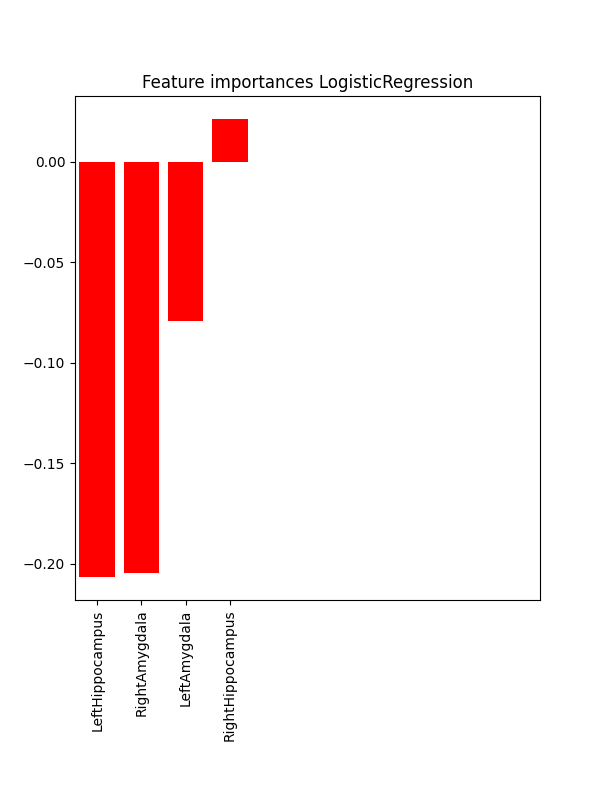 Feature importances LogisticRegression
0.00
−0.05
−0.10
−0.15
−0.20
LeftHippocampus
RightAmygdala
LeftAmygdala
RightHippocampus